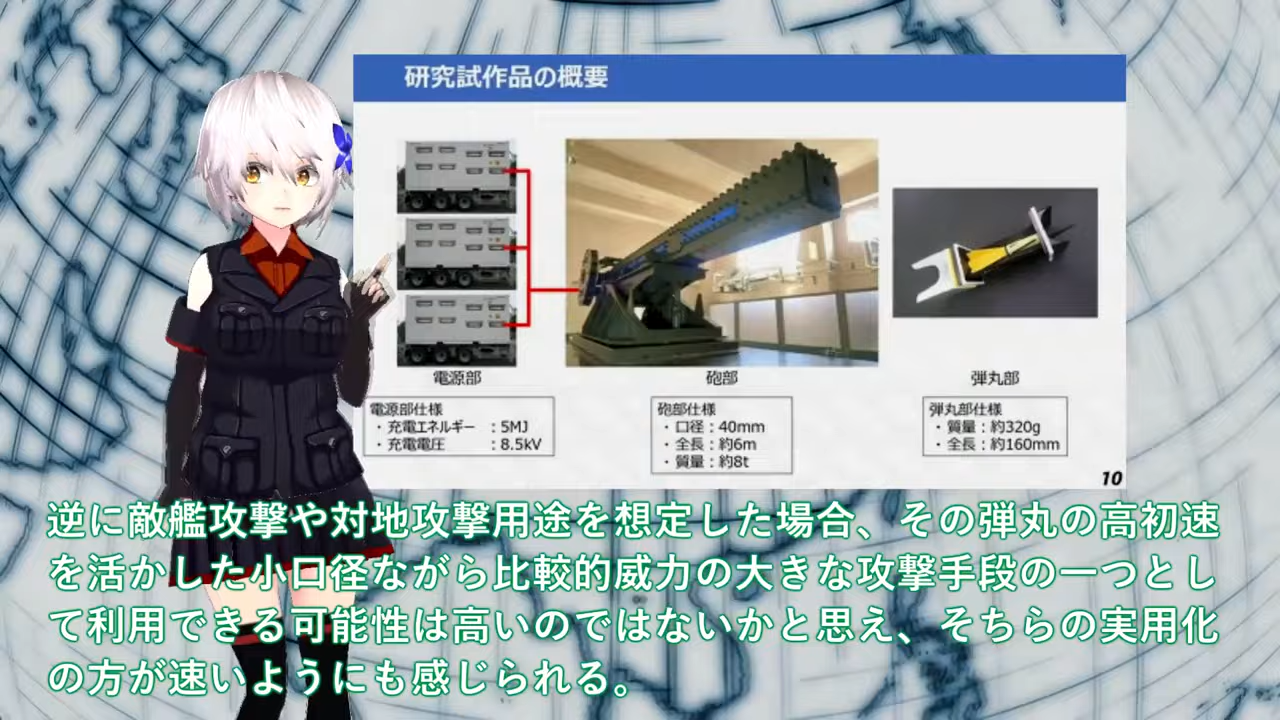 研究試作品の概要
電源部
電源部仕様
・充電エネルギー ：5MJ
・充電電圧 ：8.5kV
砲部
砲部仕様
・口径：40mm
・全長：約6m
・質量：約8t
弾丸部
弾丸部仕様
・質量：約320g
・全長：約160mm
10
逆に敵艦攻撃や対地攻撃用途を想定した場合、その弾丸の高初速
を活かした小口径ながら比較的威力の大きな攻撃手段の一つとし
て利用できる可能性は高いのではないかと思え、そちらの実用化
の方が速いようにも感じられる。